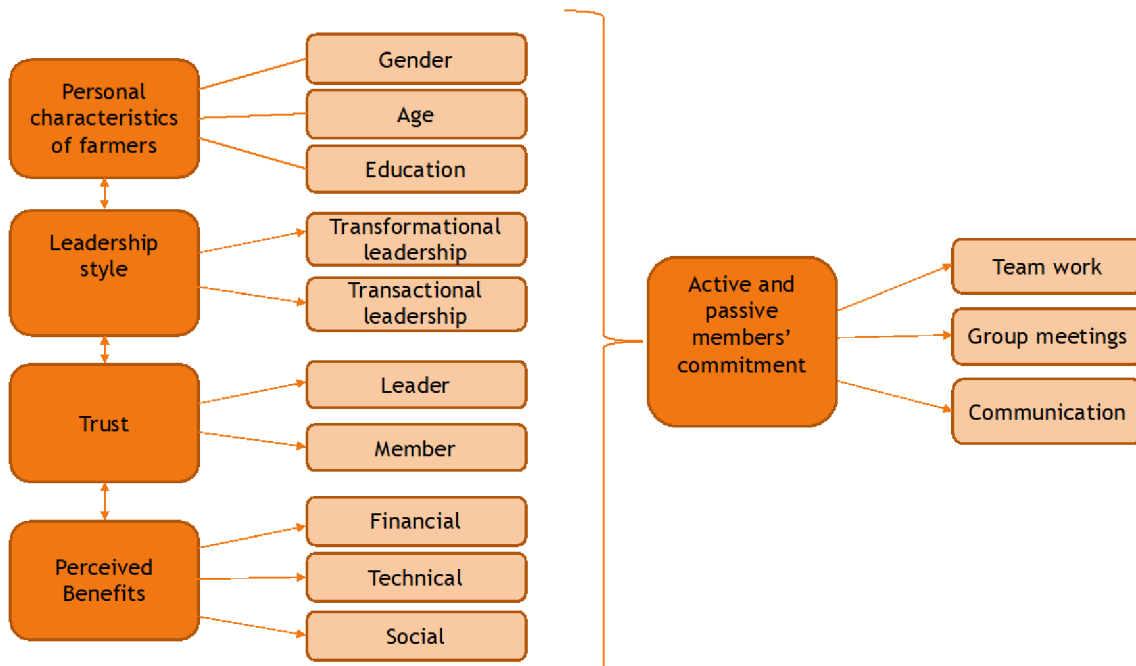 Personal
characteristics
of farmers
Gender
Age
Education
Leadership
style
Transformational
leadership
Transactional
leadership
Trust
Leader
Member
Perceived
Benefits
Financial
Technical
Social
Active and
passive
members’
commitment
Team work
Group meetings
Communication